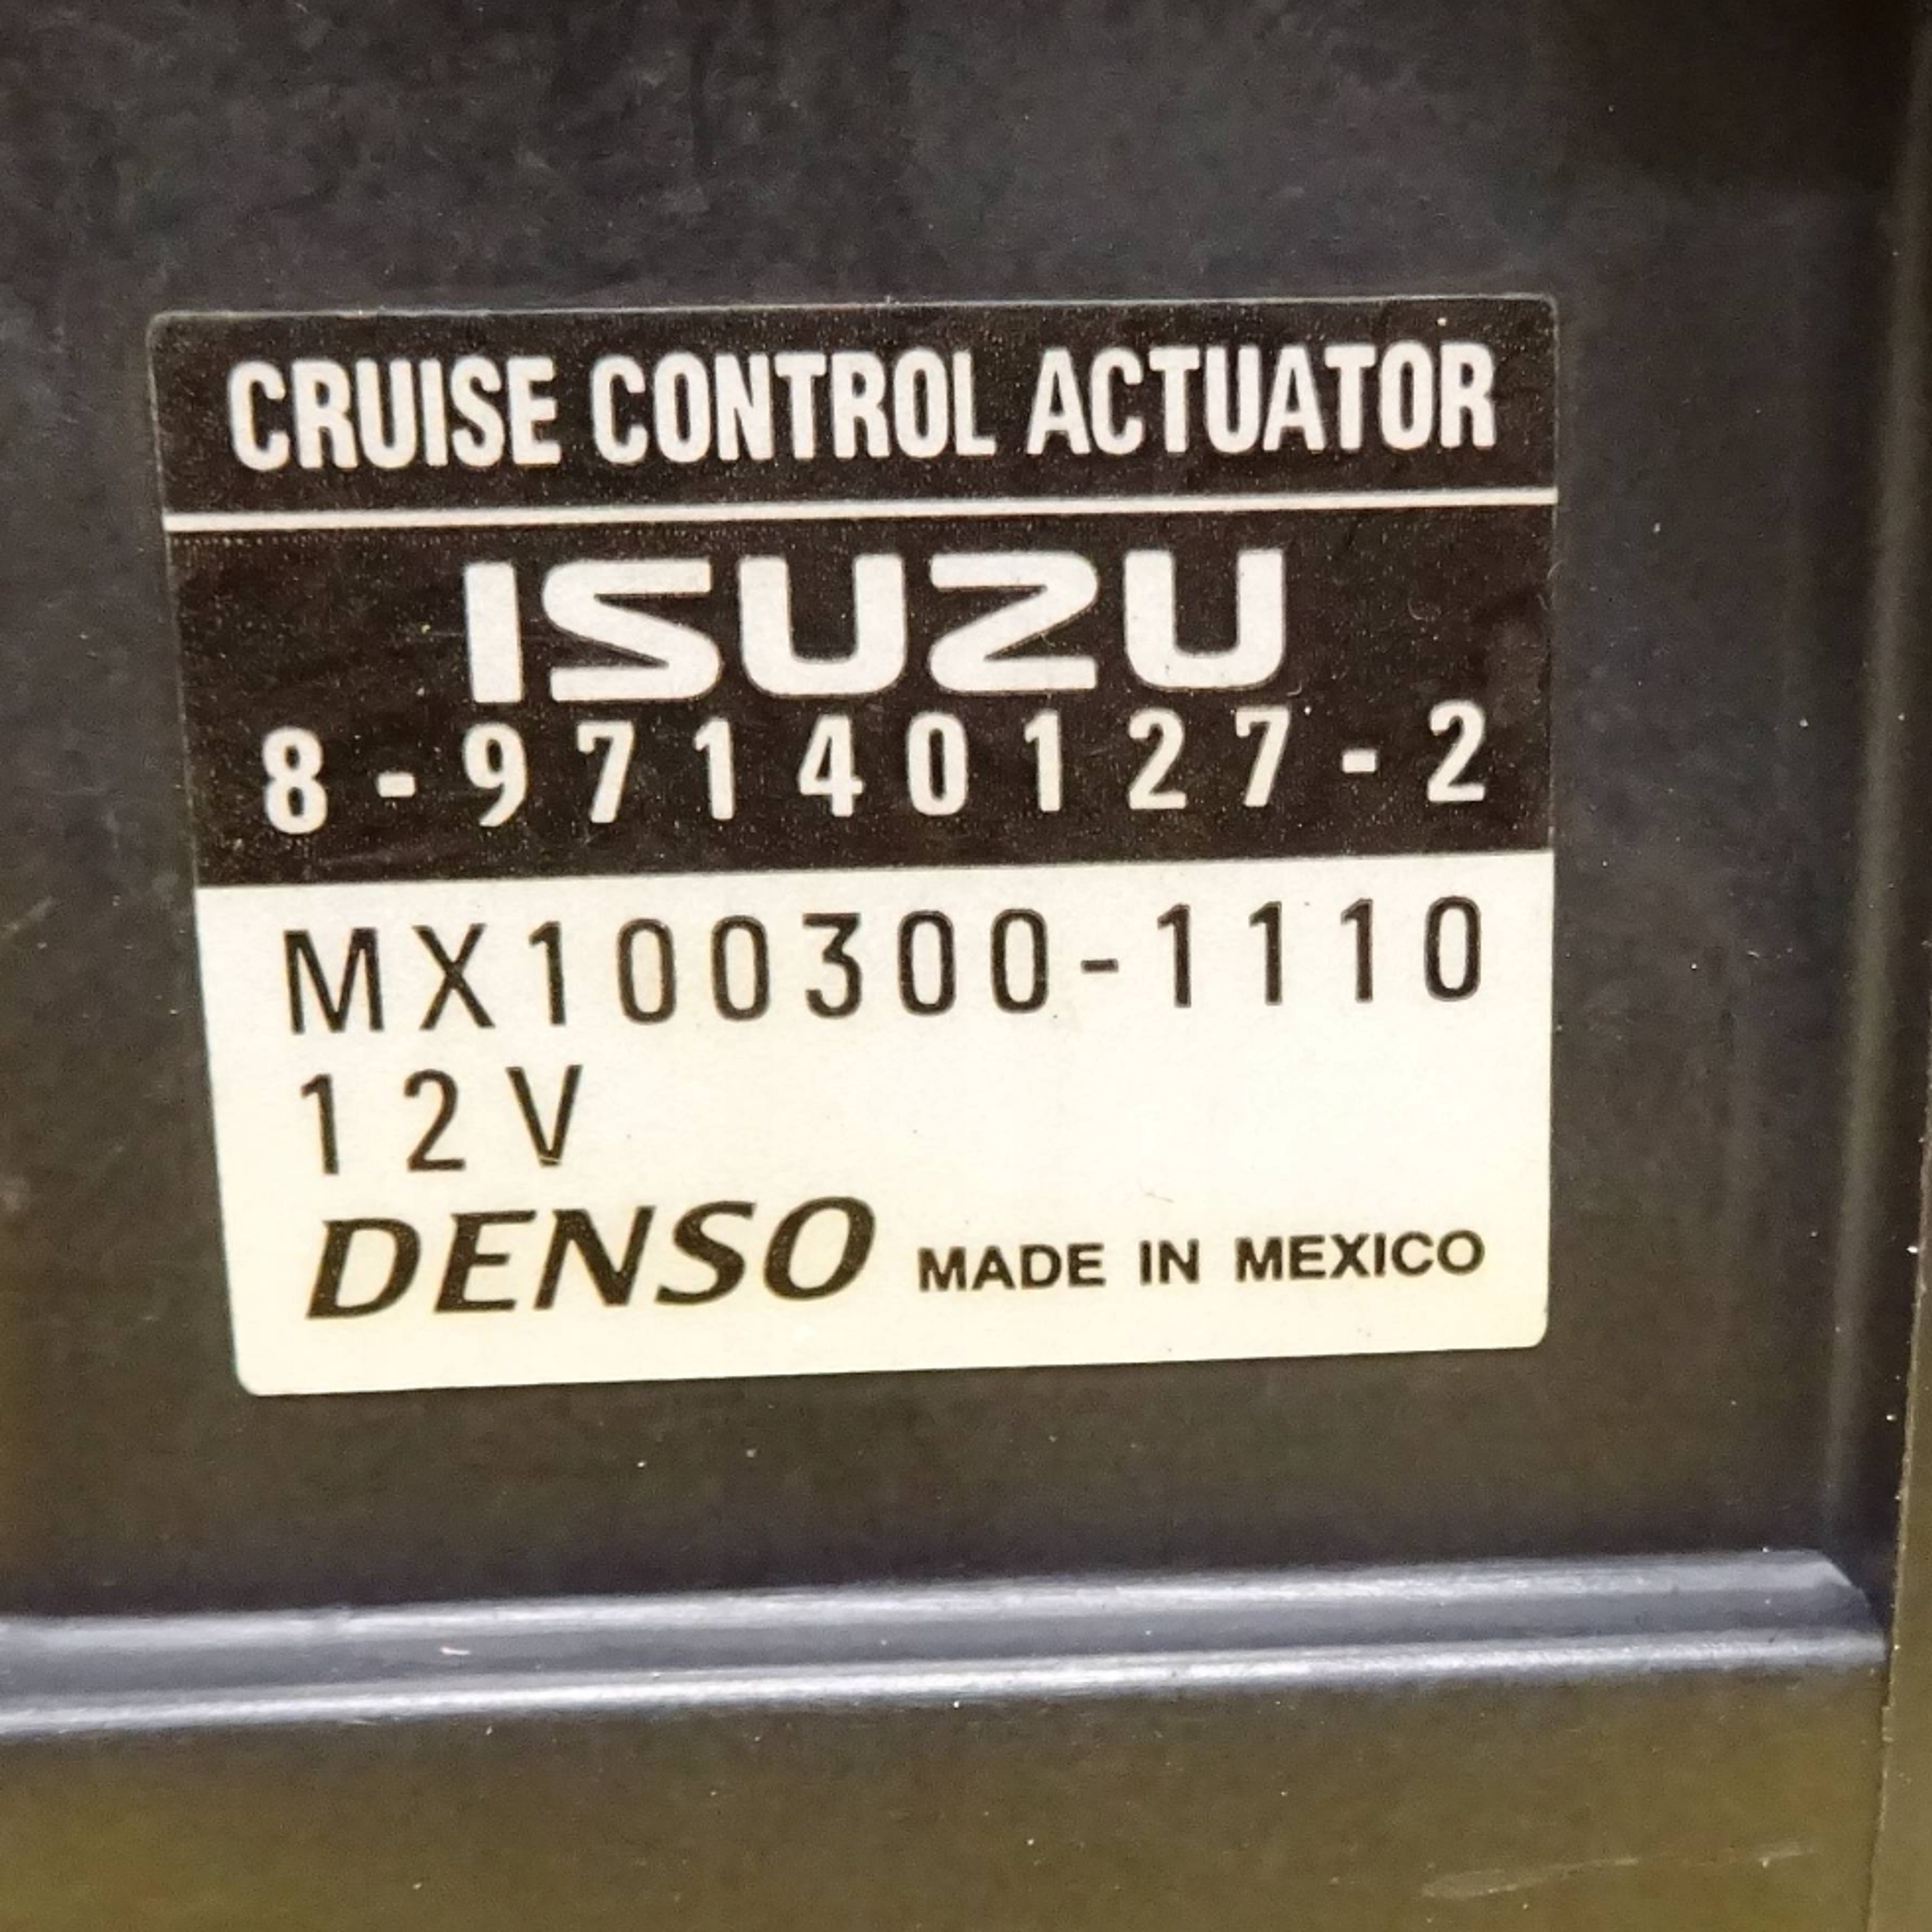 CRUISE CONTROL ACTUATOR
ISUZU
8-97140127-2
MX100300-1110
12V
DENSO MADE IN MEXICO